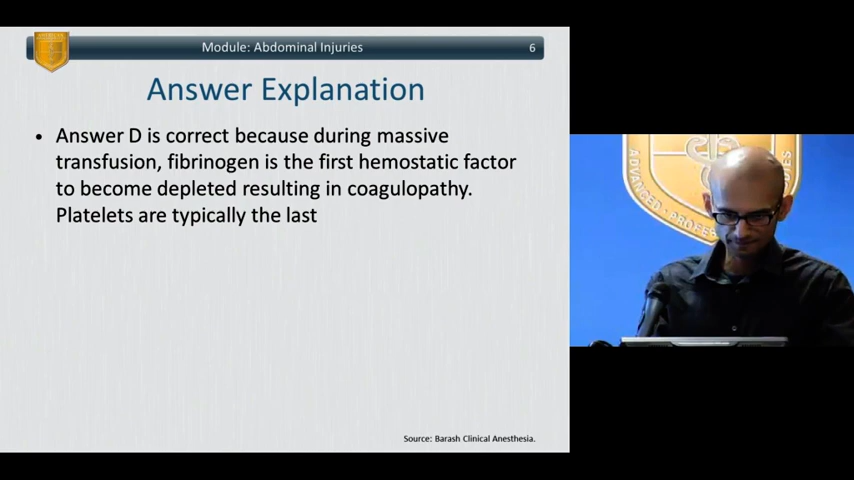 Module: Abdominal Injuries
6
Answer Explanation
• Answer D is correct because during massive
transfusion, fibrinogen is the first hemostatic factor
to become depleted resulting in coagulopathy.
Platelets are typically the last
Source: Barash Clinical Anesthesia.
ADVANCED